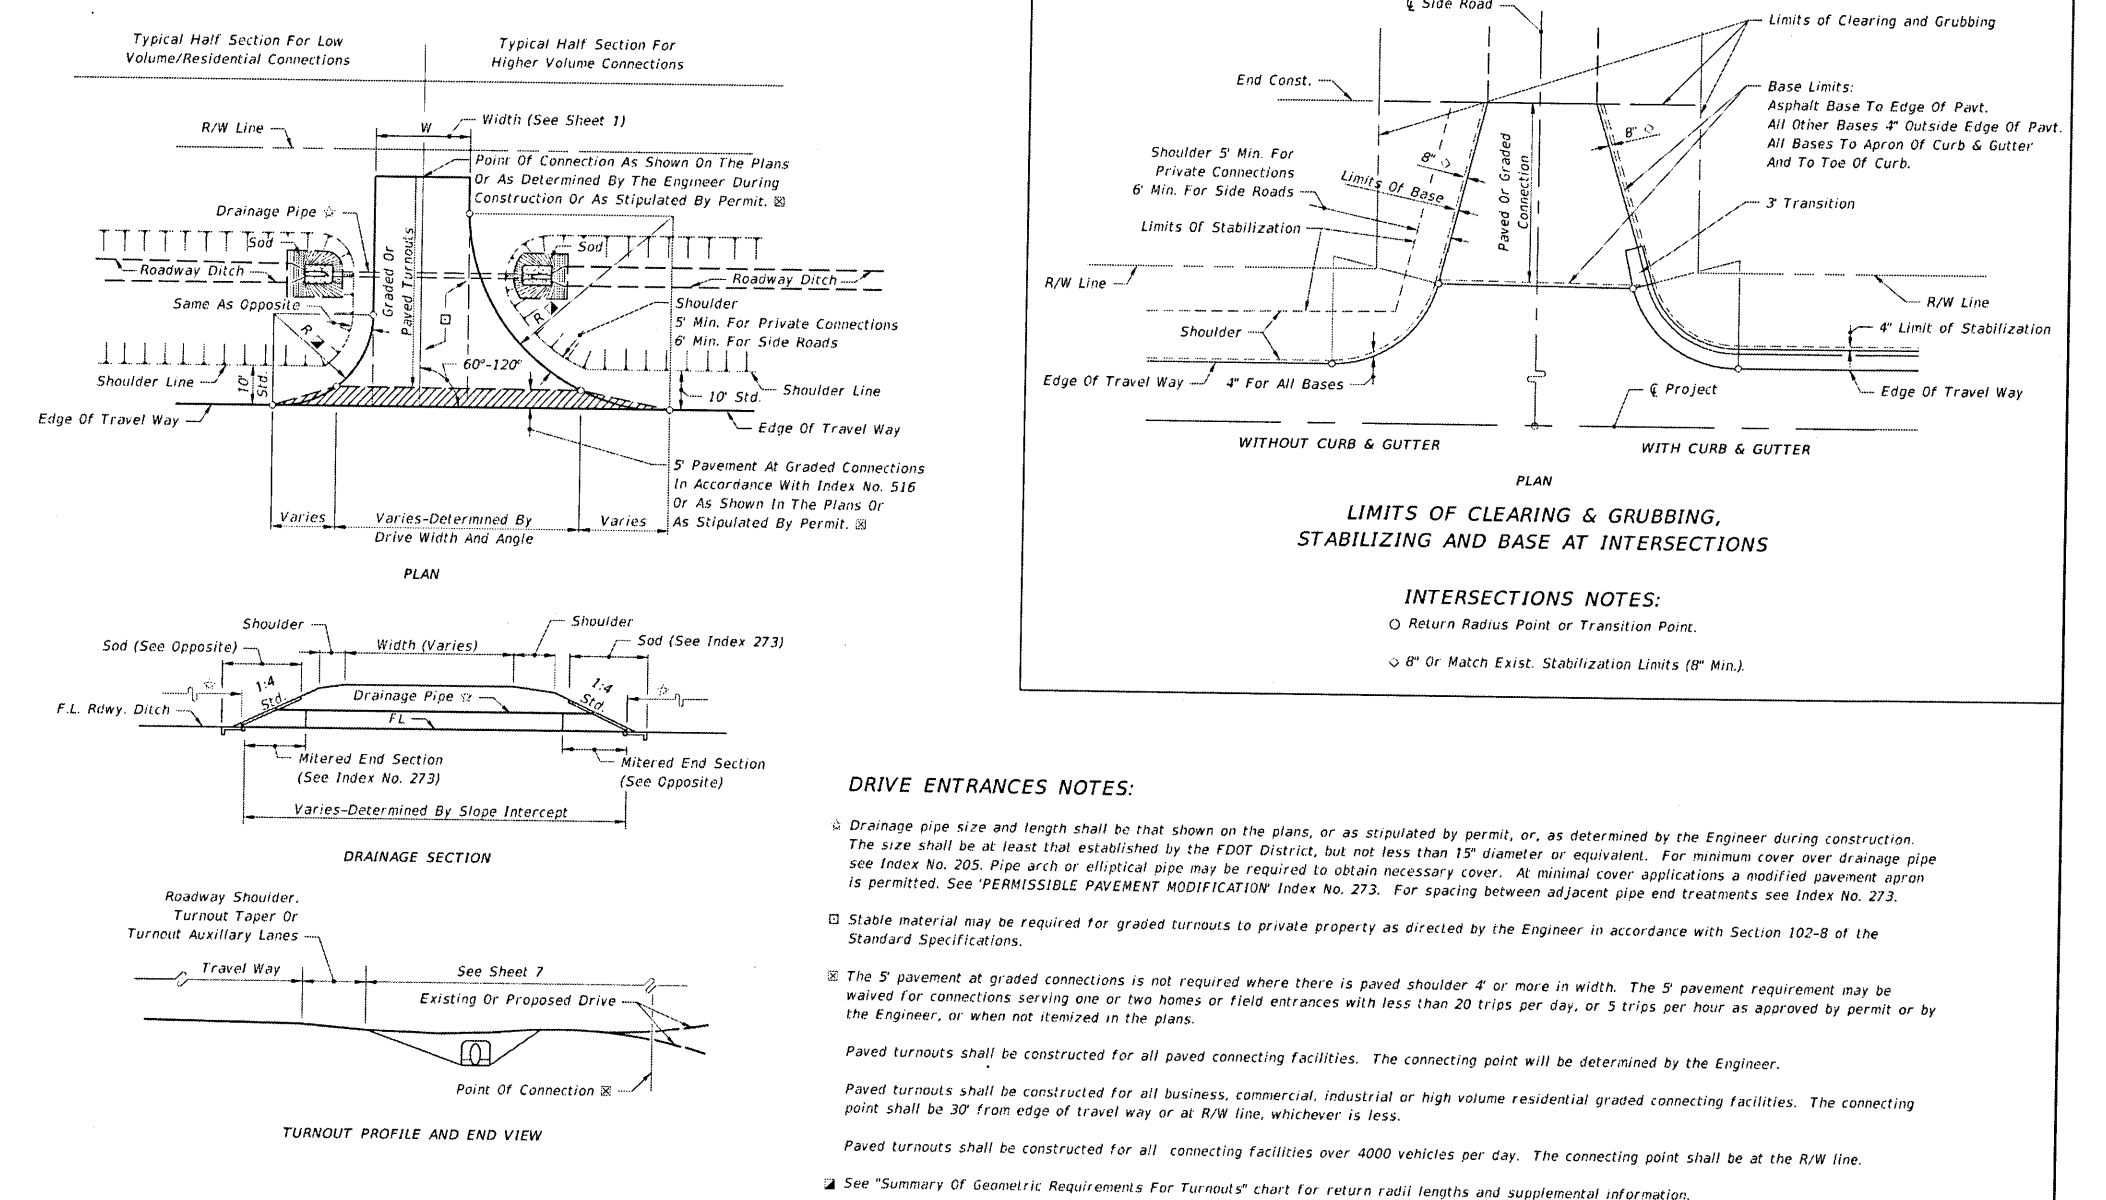 Typical Half Section For Low
Volume/Residential Connections
Typical Half Section For
Higher Volume Connections
R/W Line
W
Width (See Sheet 1)
Point Of Connection As Shown On The Plans
Or As Determined By The Engineer During
Construction Or As Stipulated By Permit. ☒
Drainage Pipe ☆
Sod
Sod
Roadway Ditch
Roadway Ditch
Graded Or
Paved Turnouts
Same As Opposite
R
R
Shoulder
5' Min. For Private Connections
6' Min. For Side Roads
60°-120°
Shoulder Line
10'
Std.
10' Std.
Shoulder Line
Edge Of Travel Way
Edge Of Travel Way
5' Pavement At Graded Connections
In Accordance With Index No. 516
Or As Shown In The Plans Or
As Stipulated By Permit. ☒
Varies
Varies-Determined By
Drive Width And Angle
Varies
PLAN
Shoulder
Shoulder
Sod (See Opposite)
Width (Varies)
Sod (See Index 273)
☆
1:4
Std.
Drainage Pipe ☆
1:4
Std.
☆
F.L. Rdwy. Ditch
FL
Mitered End Section
(See Index No. 273)
Mitered End Section
(See Opposite)
Varies-Determined By Slope Intercept
DRAINAGE SECTION
Roadway Shoulder.
Turnout Taper Or
Turnout Auxillary Lanes
Travel Way
See Sheet 7
Existing Or Proposed Drive
Point Of Connection ☒
TURNOUT PROFILE AND END VIEW
℄ Side Road
Limits of Clearing and Grubbing
End Const.
Base Limits:
Asphalt Base To Edge Of Pavt.
All Other Bases 4" Outside Edge Of Pavt.
All Bases To Apron Of Curb & Gutter
And To Toe Of Curb.
8" ◇
8" ◇
Shoulder 5' Min. For
Private Connections
6' Min. For Side Roads
Limits Of Base
Paved Or Graded
Connection
3' Transition
Limits Of Stabilization
R/W Line
R/W Line
Shoulder
4" Limit of Stabilization
Edge Of Travel Way
4" For All Bases
℄ Project
Edge Of Travel Way
WITHOUT CURB & GUTTER
WITH CURB & GUTTER
PLAN
LIMITS OF CLEARING & GRUBBING,
STABILIZING AND BASE AT INTERSECTIONS
INTERSECTIONS NOTES:
○ Return Radius Point or Transition Point.
◇ 8" Or Match Exist. Stabilization Limits (8" Min.).
DRIVE ENTRANCES NOTES:
☆ Drainage pipe size and length shall be that shown on the plans, or as stipulated by permit, or, as determined by the Engineer during construction.
The size shall be at least that established by the FDOT District, but not less than 15" diameter or equivalent. For minimum cover over drainage pipe
see Index No. 205. Pipe arch or elliptical pipe may be required to obtain necessary cover. At minimal cover applications a modified pavement apron
is permitted. See 'PERMISSIBLE PAVEMENT MODIFICATION' Index No. 273. For spacing between adjacent pipe end treatments see Index No. 273.
⊡ Stable material may be required for graded turnouts to private property as directed by the Engineer in accordance with Section 102-8 of the
Standard Specifications.
☒ The 5' pavement at graded connections is not required where there is paved shoulder 4' or more in width. The 5' pavement requirement may be
waived for connections serving one or two homes or field entrances with less than 20 trips per day, or 5 trips per hour as approved by permit or by
the Engineer, or when not itemized in the plans.
Paved turnouts shall be constructed for all paved connecting facilities. The connecting point will be determined by the Engineer.
Paved turnouts shall be constructed for all business, commercial, industrial or high volume residential graded connecting facilities. The connecting
point shall be 30' from edge of travel way or at R/W line, whichever is less.
Paved turnouts shall be constructed for all connecting facilities over 4000 vehicles per day. The connecting point shall be at the R/W line.
◪ See "Summary Of Geometric Requirements For Turnouts" chart for return radii lengths and supplemental information.